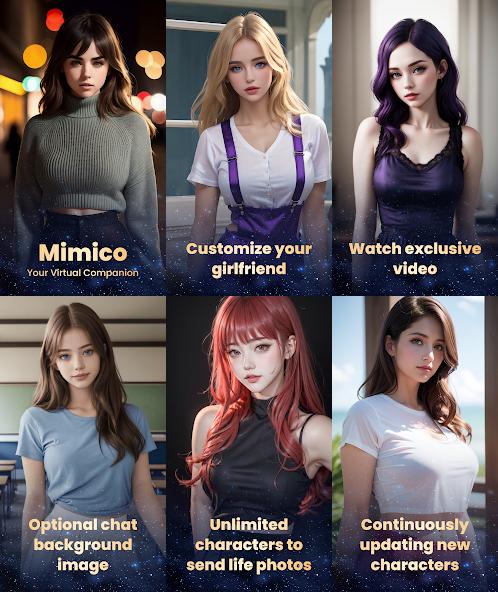 Mimico
Your Virtual Companion
Customize your
girlfriend
Watch exclusive
video
Optional chat
background
image
Unlimited
characters to
send life photos
Continuously
updating new
characters